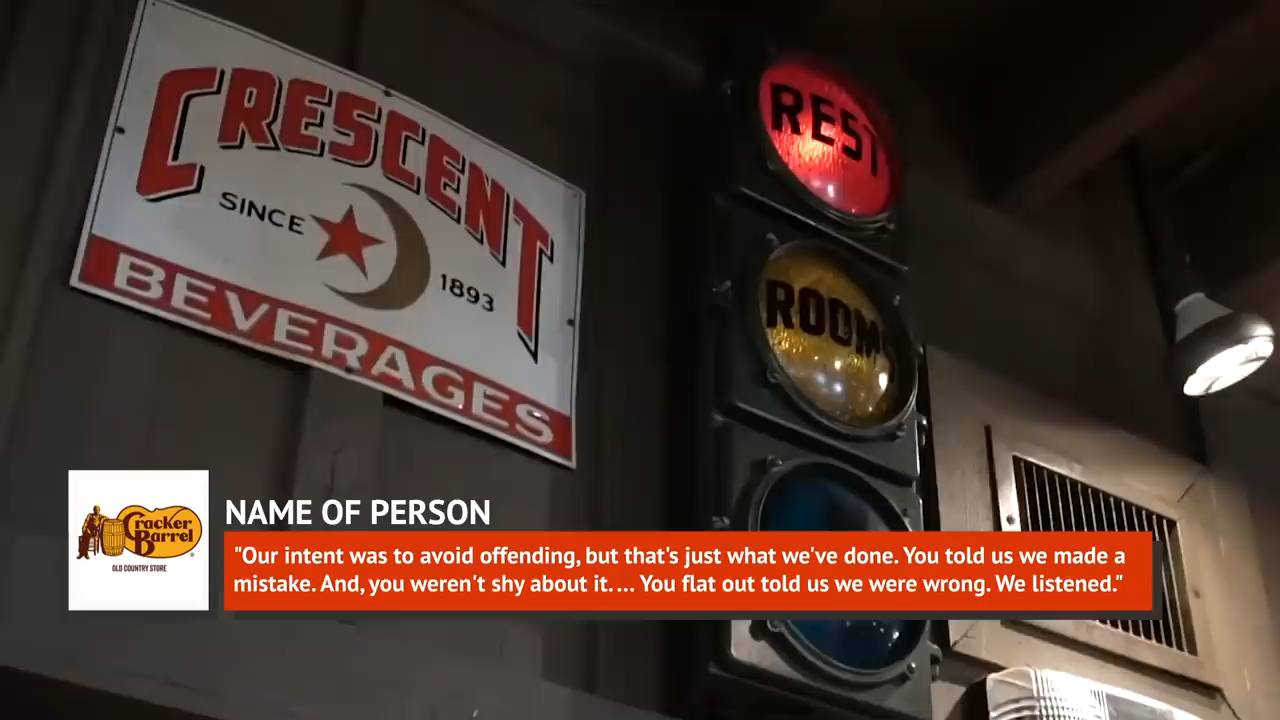 CRESCENT
SINCE
1893
BEVERAGES
REST
ROOM
Cracker
Barrel
OLD COUNTRY STORE
NAME OF PERSON
"Our intent was to avoid offending, but that's just what we've done. You told us we made a
mistake. And, you weren't shy about it. ... You flat out told us we were wrong. We listened."